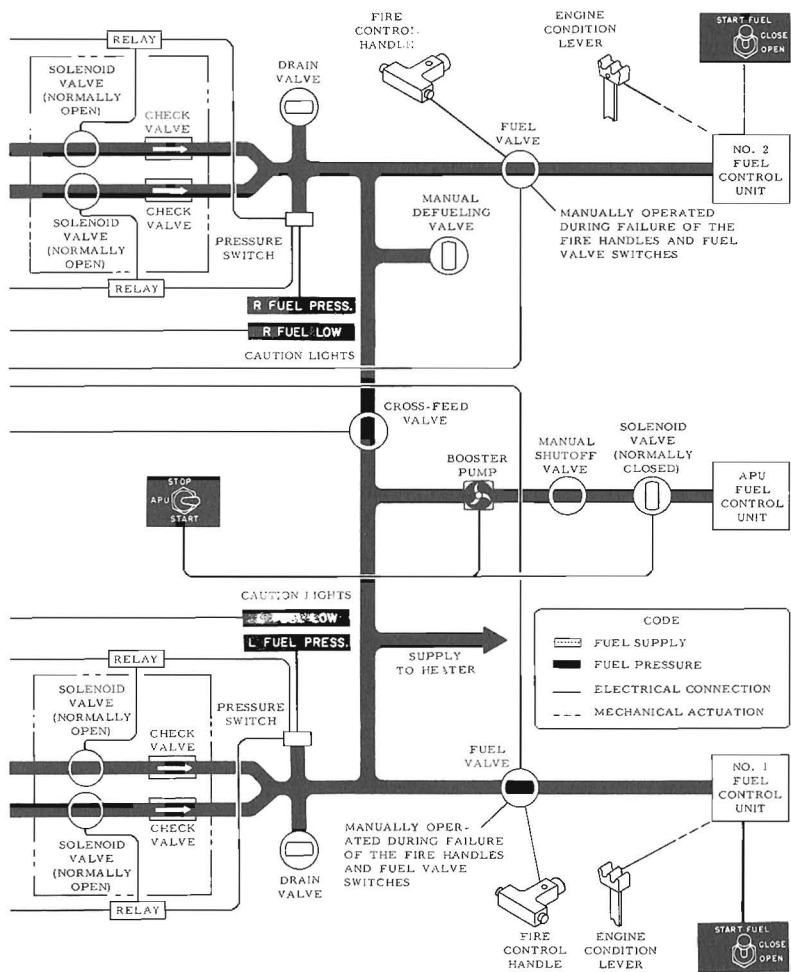 FIRE
CONTROL
HANDLE
ENGINE
CONDITION
LEVER
START FUEL
CLOSE
OPEN
RELAY
SOLENOID
VALVE
(NORMALLY
OPEN)
CHECK
VALVE
DRAIN
VALVE
FUEL
VALVE
NO. 2
FUEL
CONTROL
UNIT
CHECK
VALVE
SOLENOID
VALVE
(NORMALLY
OPEN)
RELAY
PRESSURE
SWITCH
MANUAL
DEFUELING
VALVE
MANUALLY OPERATED
DURING FAILURE OF THE
FIRE HANDLES AND FUEL
VALVE SWITCHES
R FUEL PRESS.
R FUEL LOW
CAUTION LIGHTS
CROSS-FEED
VALVE
BOOSTER
PUMP
MANUAL
SHUTOFF
VALVE
SOLENOID
VALVE
(NORMALLY
CLOSED)
APU
FUEL
CONTROL
UNIT
STOP
APU
START
CAUTION LIGHTS
FUEL LOW
L FUEL PRESS.
SUPPLY
TO HEATER
CODE
FUEL SUPPLY
FUEL PRESSURE
ELECTRICAL CONNECTION
MECHANICAL ACTUATION
RELAY
SOLENOID
VALVE
(NORMALLY
OPEN)
CHECK
VALVE
PRESSURE
SWITCH
FUEL
VALVE
NO. 1
FUEL
CONTROL
UNIT
CHECK
VALVE
SOLENOID
VALVE
(NORMALLY
OPEN)
RELAY
DRAIN
VALVE
MANUALLY OPER-
ATED DURING FAILURE
OF THE FIRE HANDLES
AND FUEL VALVE
SWITCHES
FIRE
CONTROL
HANDLE
ENGINE
CONDITION
LEVER
START FUEL
CLOSE
OPEN